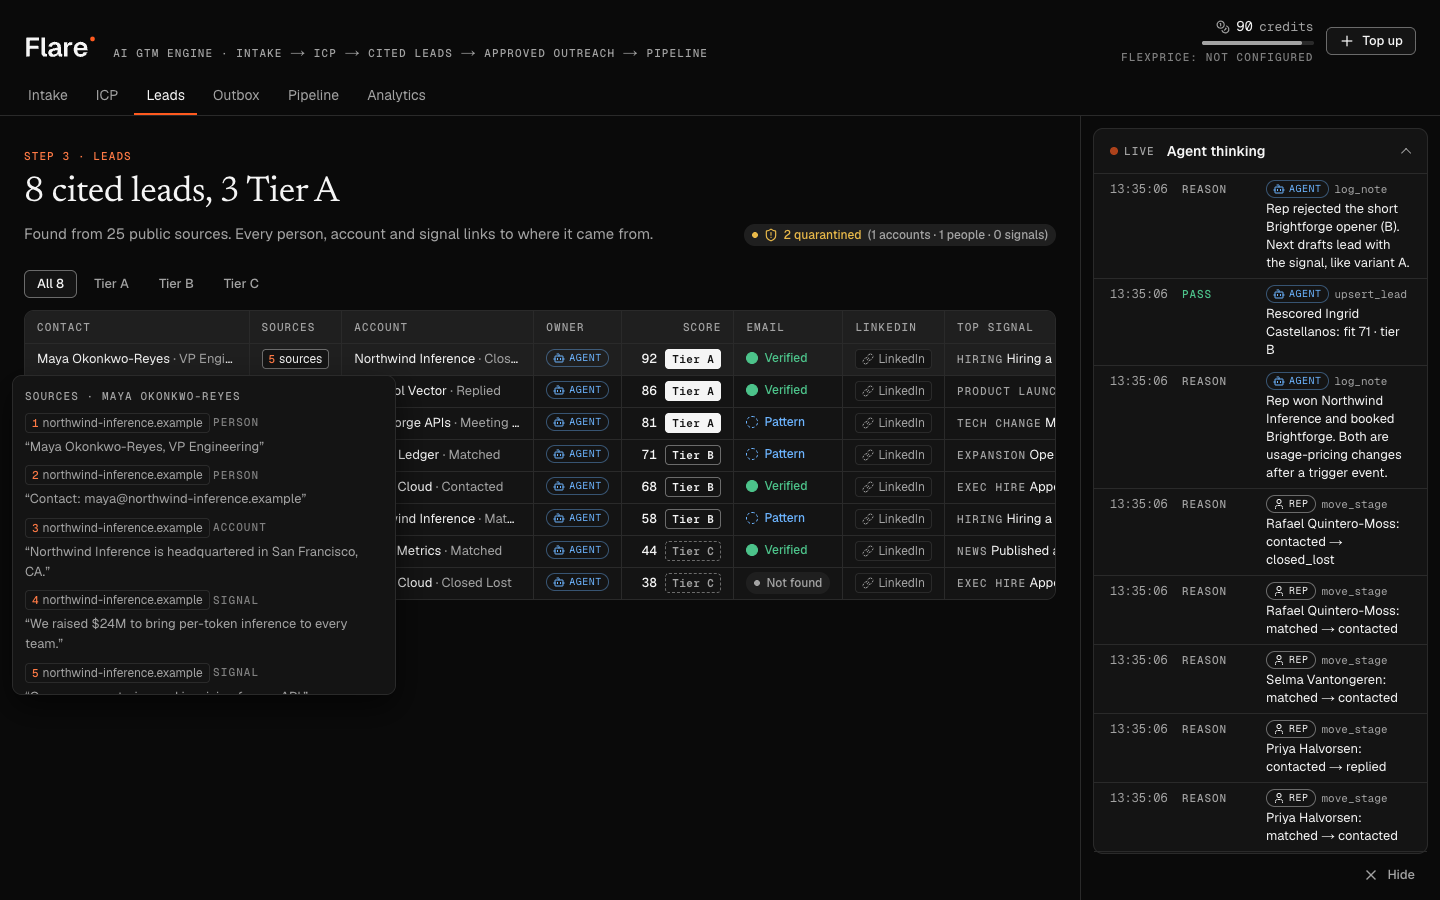 Flare
AI GTM ENGINE · INTAKE → ICP → CITED LEADS → APPROVED OUTREACH → PIPELINE
90 credits
FLEXPRICE: NOT CONFIGURED
Top up
Intake ICP Leads Outbox Pipeline Analytics
STEP 3 · LEADS
8 cited leads, 3 Tier A
Found from 25 public sources. Every person, account and signal links to where it came from.
2 quarantined (1 accounts · 1 people · 0 signals)
All 8 Tier A Tier B Tier C
CONTACT SOURCES ACCOUNT OWNER SCORE EMAIL LINKEDIN TOP SIGNAL
Maya Okonkwo-Reyes · VP Engi... 5 sources Northwind Inference · Clos... AGENT 92 Tier A Verified LinkedIn HIRING Hiring a
Vector · Replied AGENT 86 Tier A Verified LinkedIn PRODUCT LAUNC
APIs · Meeting ... AGENT 81 Tier A Pattern LinkedIn TECH CHANGE M
Ledger · Matched AGENT 71 Tier B Pattern LinkedIn EXPANSION Ope
Cloud · Contacted AGENT 68 Tier B Verified LinkedIn EXEC HIRE Appo
Inference · Mat... AGENT 58 Tier B Pattern LinkedIn HIRING Hiring a
Metrics · Matched AGENT 44 Tier C Verified LinkedIn NEWS Published a
Cloud · Closed Lost AGENT 38 Tier C Not found LinkedIn EXEC HIRE Appo
SOURCES · MAYA OKONKWO-REYES
1 northwind-inference.example PERSON
“Maya Okonkwo-Reyes, VP Engineering”
2 northwind-inference.example PERSON
“Contact: maya@northwind-inference.example”
3 northwind-inference.example ACCOUNT
“Northwind Inference is headquartered in San Francisco,
CA.”
4 northwind-inference.example SIGNAL
“We raised $24M to bring per-token inference to every
team.”
5 northwind-inference.example SIGNAL
LIVE Agent thinking
13:35:06 REASON AGENT log_note
Rep rejected the short
Brightforge opener (B).
Next drafts lead with
the signal, like variant A.
13:35:06 PASS AGENT upsert_lead
Rescored Ingrid
Castellanos: fit 71 · tier
B
13:35:06 REASON AGENT log_note
Rep won Northwind
Inference and booked
Brightforge. Both are
usage-pricing changes
after a trigger event.
13:35:06 REASON REP move_stage
Rafael Quintero-Moss:
contacted →
closed_lost
13:35:06 REASON REP move_stage
Rafael Quintero-Moss:
matched → contacted
13:35:06 REASON REP move_stage
Selma Vantongeren:
matched → contacted
13:35:06 REASON REP move_stage
Priya Halvorsen:
contacted → replied
13:35:06 REASON REP move_stage
Priya Halvorsen:
matched → contacted
Hide